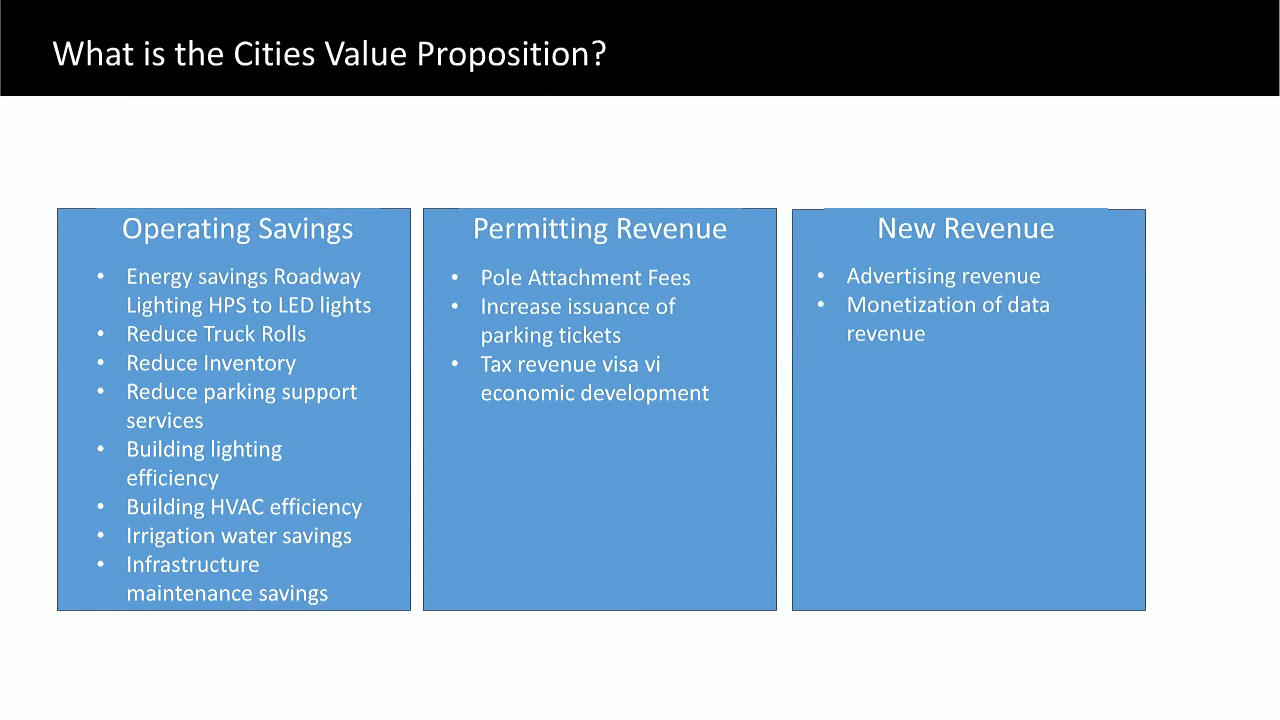 What is the Cities Value Proposition?
Operating Savings
• Energy savings Roadway
Lighting HPS to LED lights
• Reduce Truck Rolls
• Reduce Inventory
• Reduce parking support
services
• Building lighting
efficiency
• Building HVAC efficiency
• Irrigation water savings
• Infrastructure
maintenance savings
Permitting Revenue
• Pole Attachment Fees
• Increase issuance of
parking tickets
• Tax revenue visa vi
economic development
New Revenue
• Advertising revenue
• Monetization of data
revenue